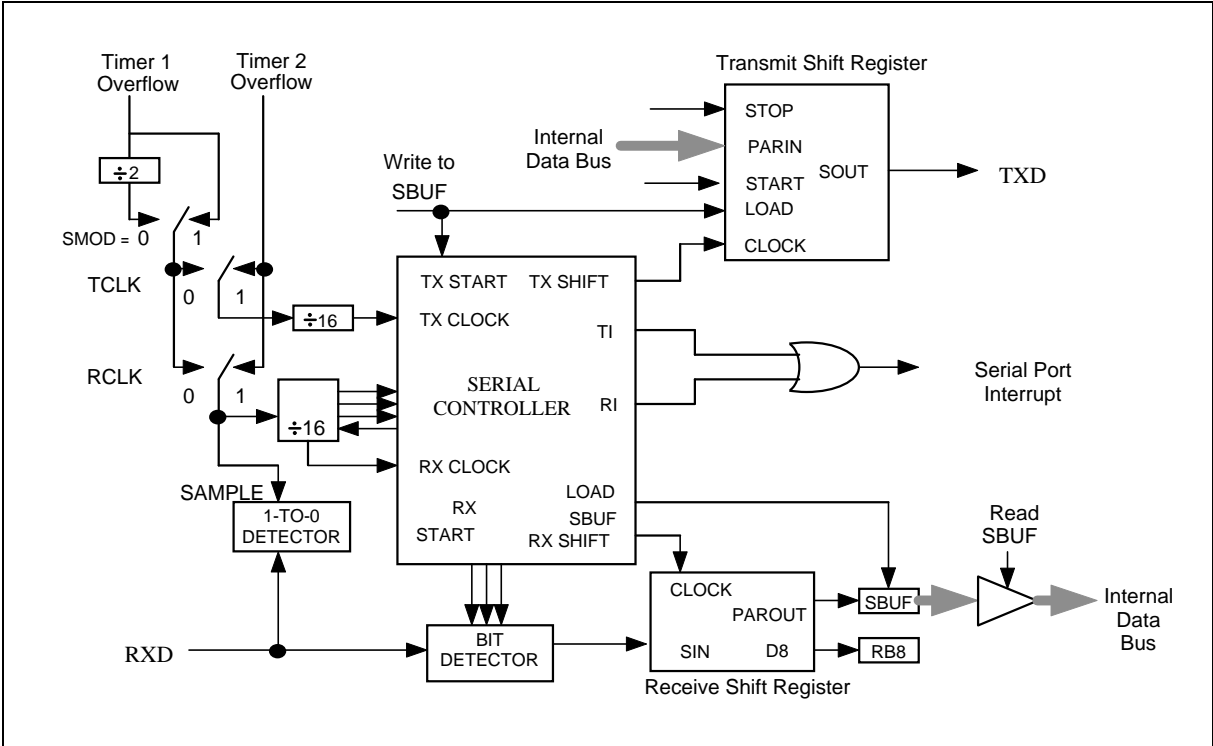 Timer 1
Overflow
Timer 2
Overflow
Transmit Shift Register
STOP
Internal
Data Bus
PARIN
SOUT
TXD
START
LOAD
CLOCK
Write to
SBUF
÷2
SMOD = 0
1
TCLK
0
1
÷16
TX START
TX SHIFT
TX CLOCK
TI
RCLK
0
1
÷16
SERIAL
CONTROLLER
RI
Serial Port
Interrupt
RX CLOCK
SAMPLE
1-TO-0
DETECTOR
RX
START
LOAD
SBUF
RX SHIFT
Read
SBUF
CLOCK
PAROUT
SBUF
Internal
Data
Bus
RXD
BIT
DETECTOR
SIN
D8
RB8
Receive Shift Register